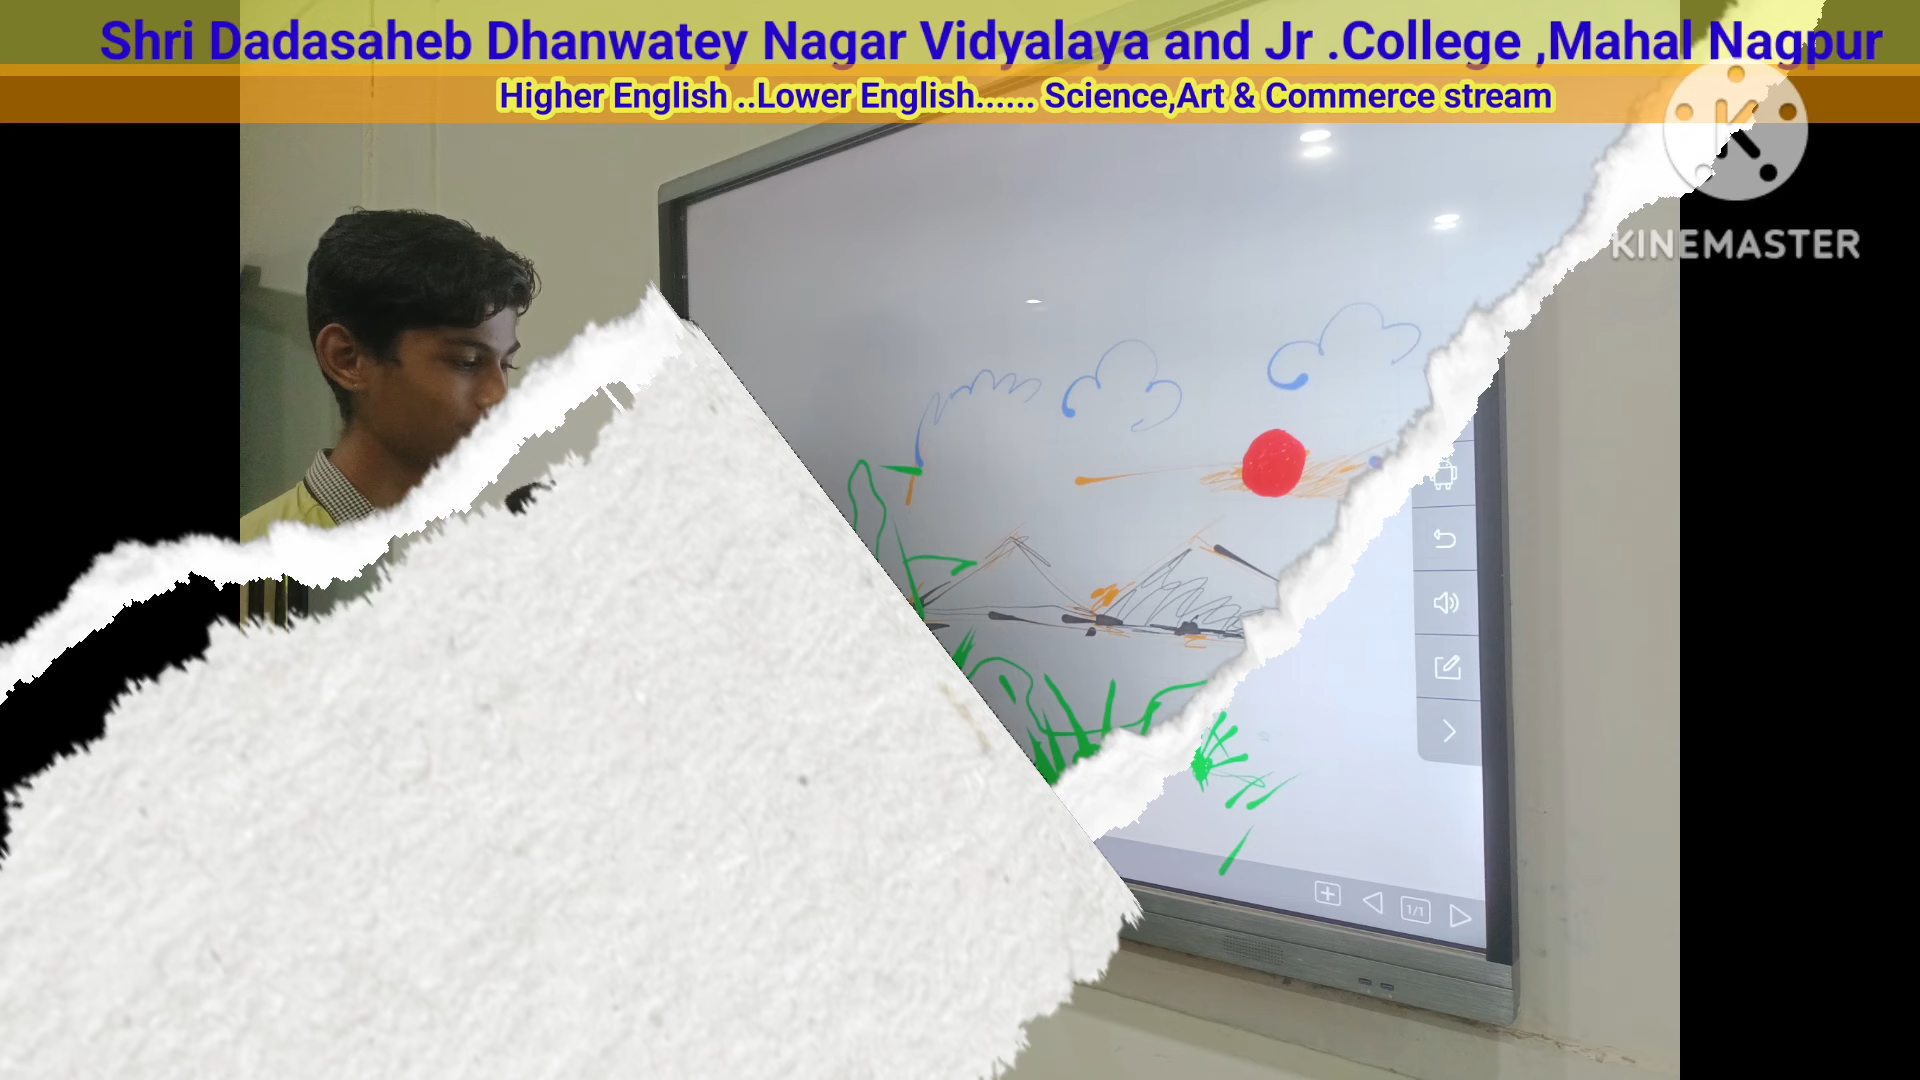 Shri Dadasaheb Dhanwatey Nagar Vidyalaya and Jr .College ,Mahal Nagpur
Higher English ..Lower English...... Science,Art & Commerce stream
K
KINEMASTER
1/1